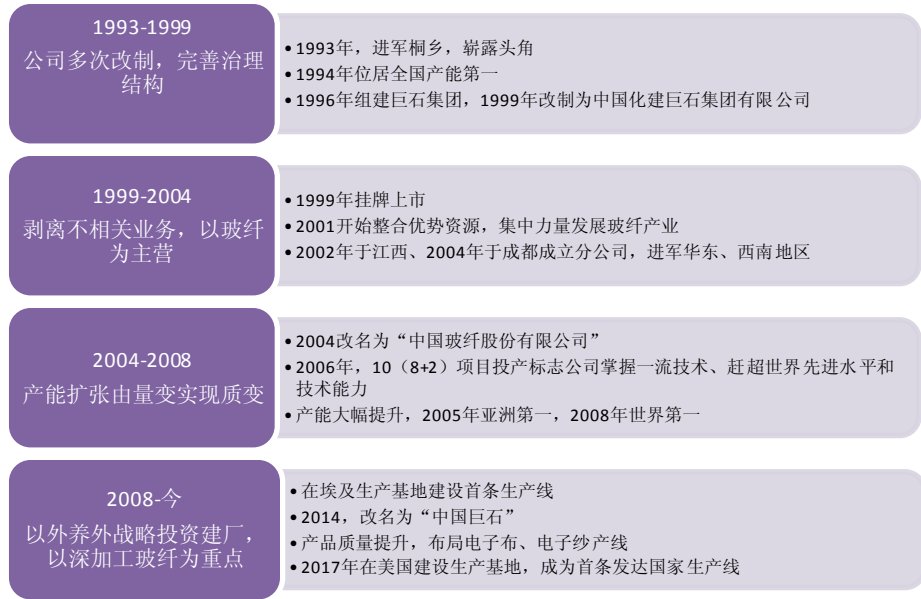 1993-1999
公司多次改制，完善治理
结构
•1993年，进军桐乡，崭露头角
•1994年位居全国产能第一
•1996年组建巨石集团，1999年改制为中国化建巨石集团有限公司
1999-2004
剥离不相关业务，以玻纤
为主营
•1999年挂牌上市
•2001开始整合优势资源，集中力量发展玻纤产业
•2002年于江西、2004年于成都成立分公司，进军华东、西南地区
2004-2008
产能扩张由量变实现质变
•2004改名为“中国玻纤股份有限公司”
•2006年，10（8+2）项目投产标志公司掌握一流技术、赶超世界先进水平和
技术能力
•产能大幅提升，2005年亚洲第一，2008年世界第一
2008-今
以外养外战略投资建厂，
以深加工玻纤为重点
•在埃及生产基地建设首条生产线
•2014，改名为“中国巨石”
•产品质量提升，布局电子布、电子纱产线
•2017年在美国建设生产基地，成为首条发达国家生产线